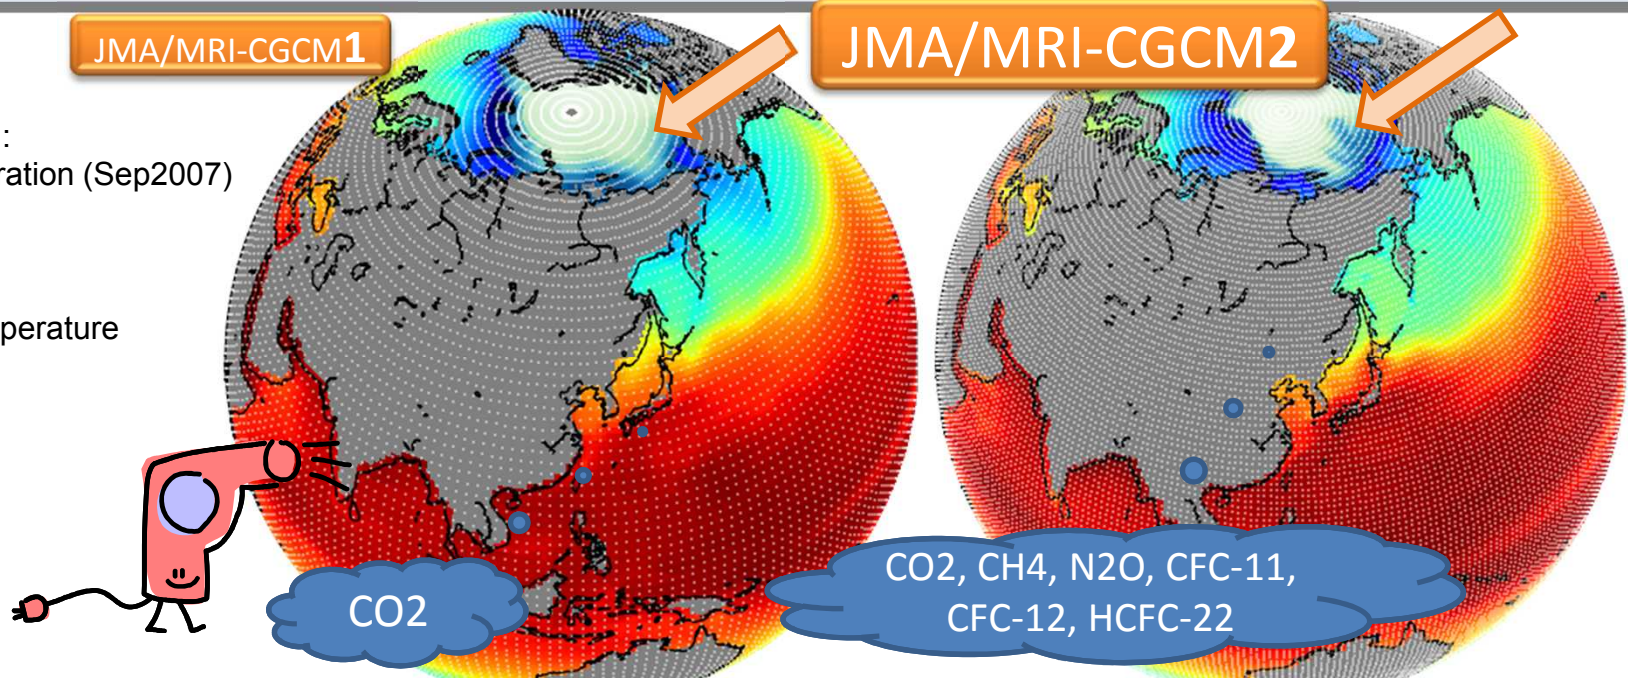 JMA/MRI-CGCM1
JMA/MRI-CGCM2
:
ration (Sep2007)
perature
CO2
CO2, CH4, N2O, CFC-11,
CFC-12, HCFC-22